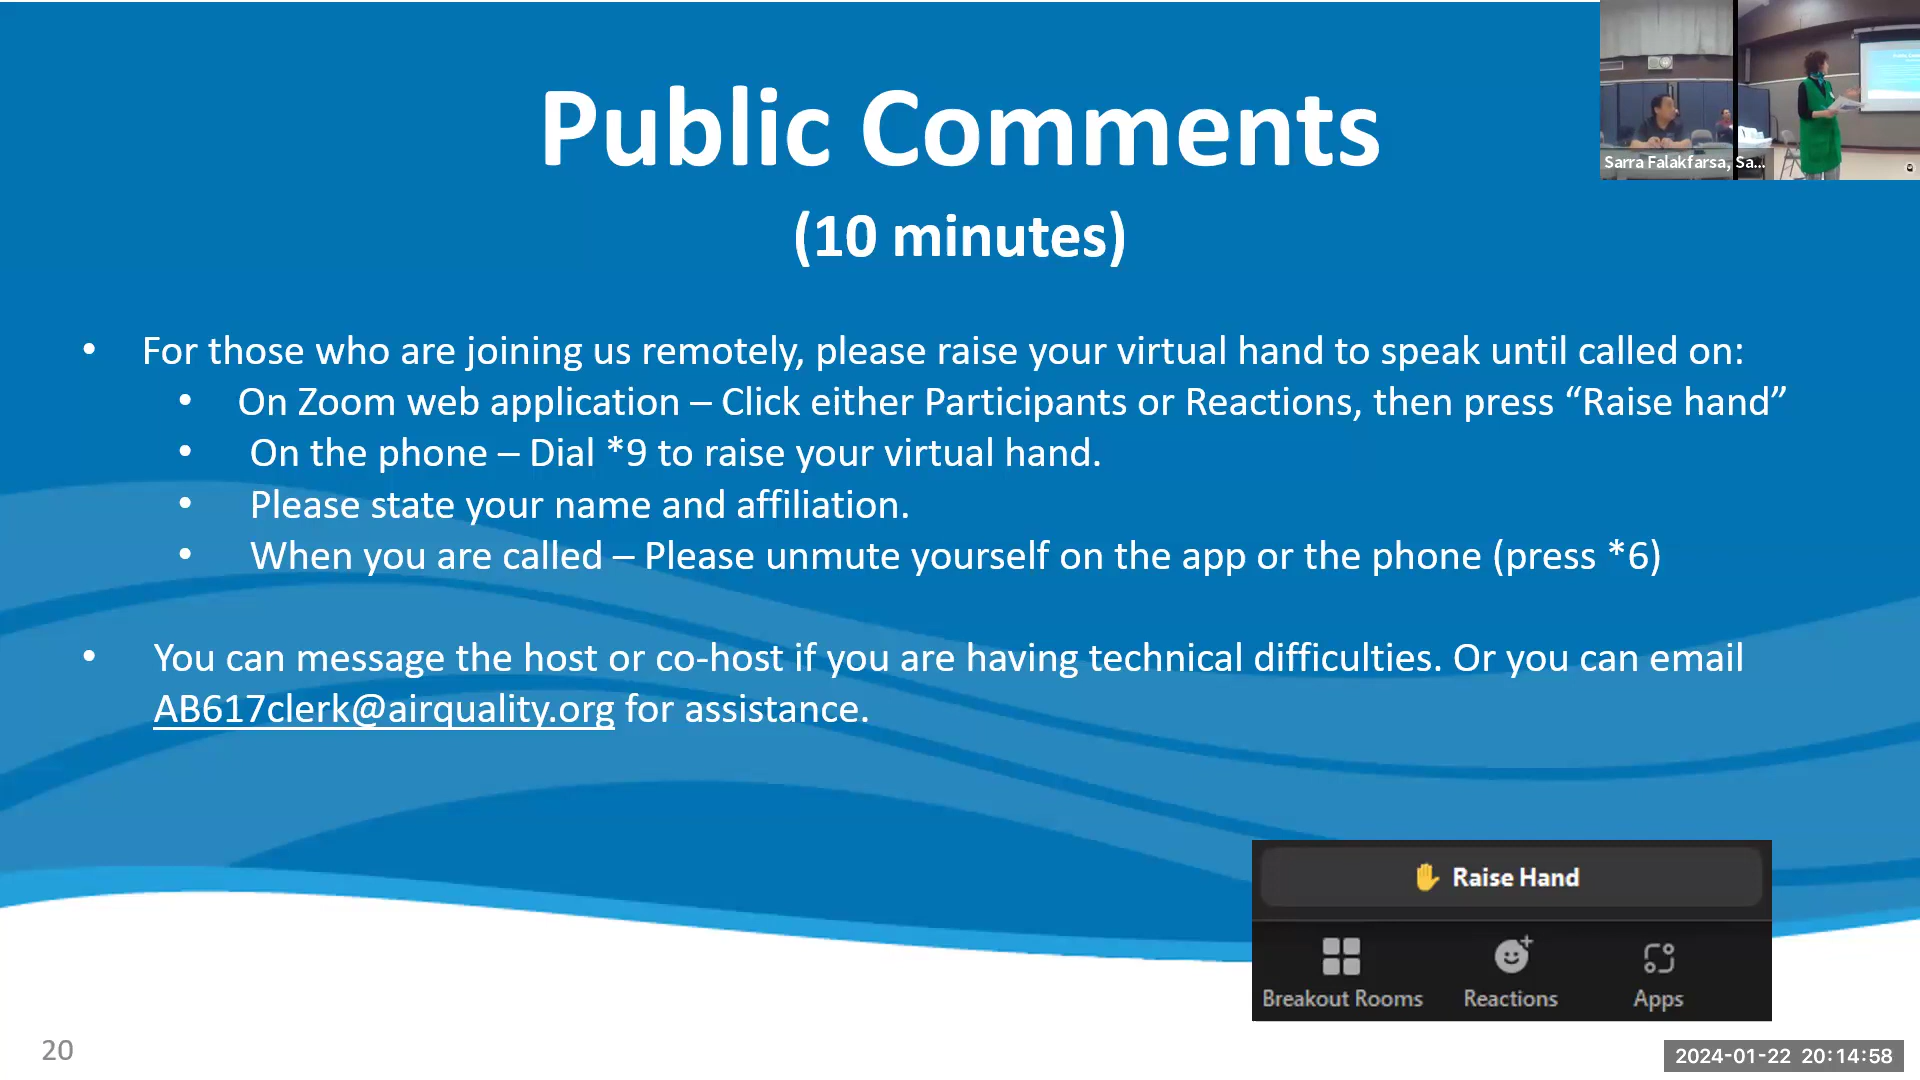 Public Comments
(10 minutes)
Sarra Falakfarsa, Sa...
• For those who are joining us remotely, please raise your virtual hand to speak until called on:
• On Zoom web application – Click either Participants or Reactions, then press “Raise hand”
• On the phone – Dial *9 to raise your virtual hand.
• Please state your name and affiliation.
• When you are called – Please unmute yourself on the app or the phone (press *6)
• You can message the host or co-host if you are having technical difficulties. Or you can email
AB617clerk@airquality.org for assistance.
Raise Hand
Breakout Rooms Reactions Apps
20
2024-01-22 20:14:58